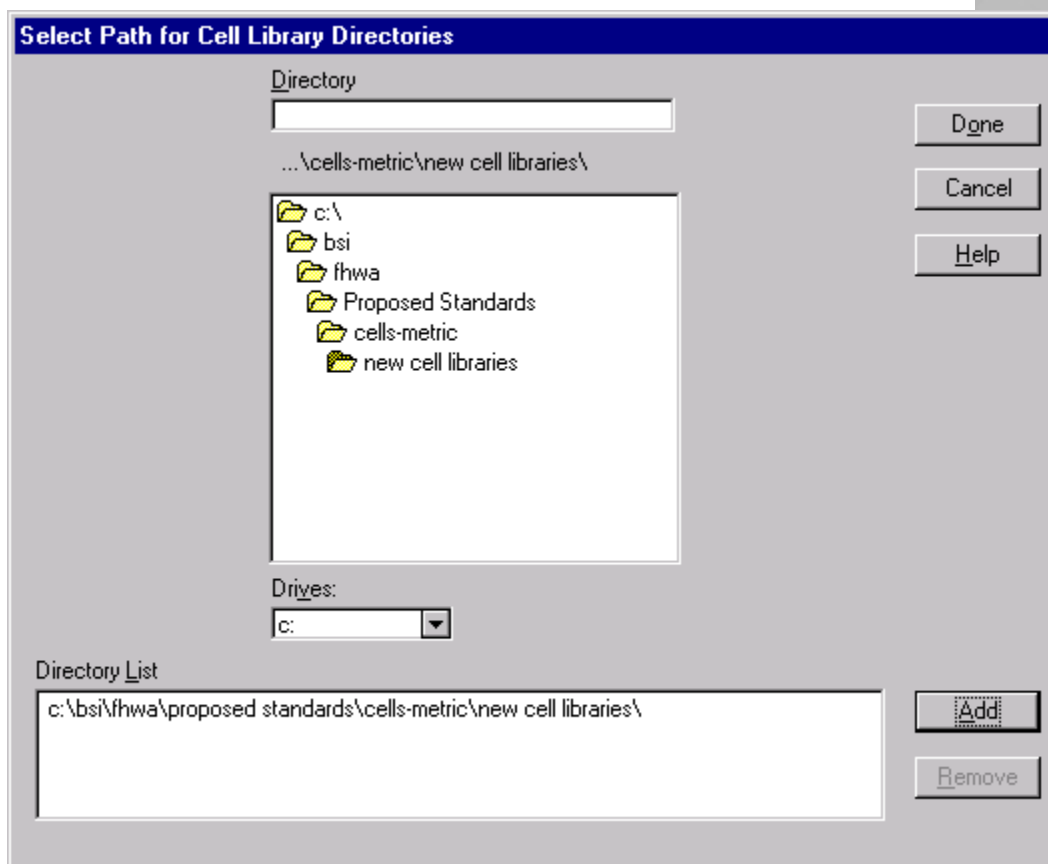 Select Path for Cell Library Directories
Directory
Done
...\cells-metric\new cell libraries\
Cancel
c:\
bsi
Help
fhwa
Proposed Standards
cells-metric
new cell libraries
Drives:
c:
Directory List
c:\bsi\fhwa\proposed standards\cells-metric\new cell libraries\
Add
Remove